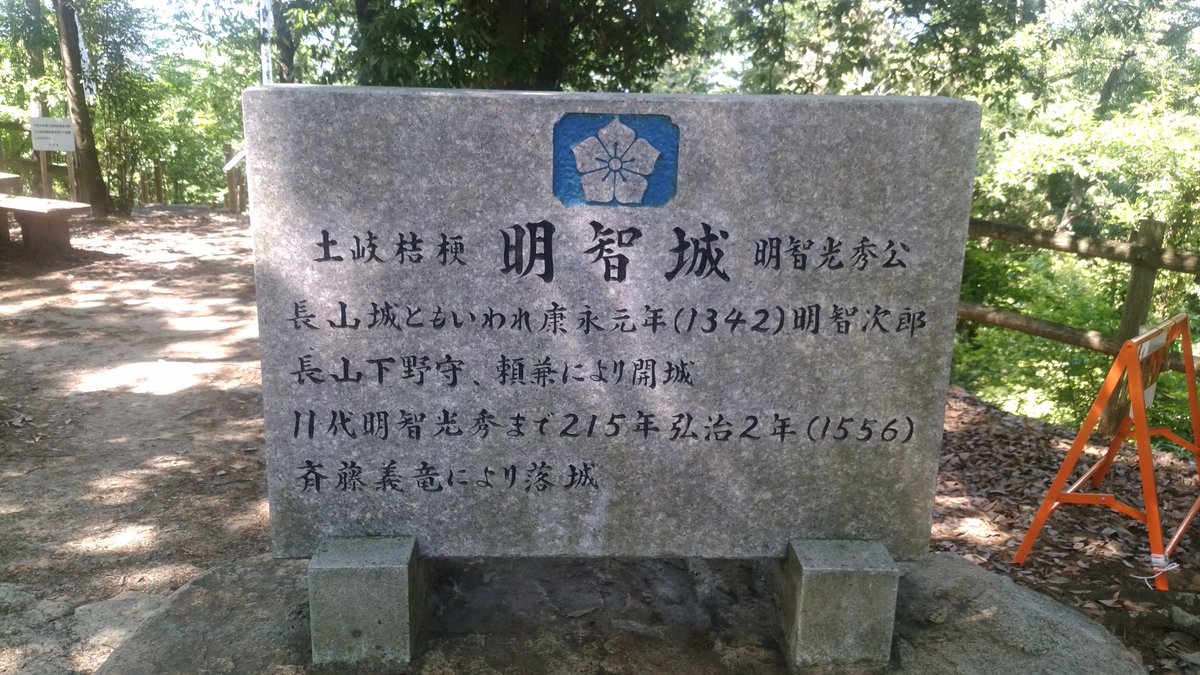 土岐桔梗 明智城 明智光秀公
長山城ともいわれ康永元年(1342)明智次郎
長山下野守、頼兼により開城
11代明智光秀まで215年弘治2年(1556)
斉藤義竜により落城